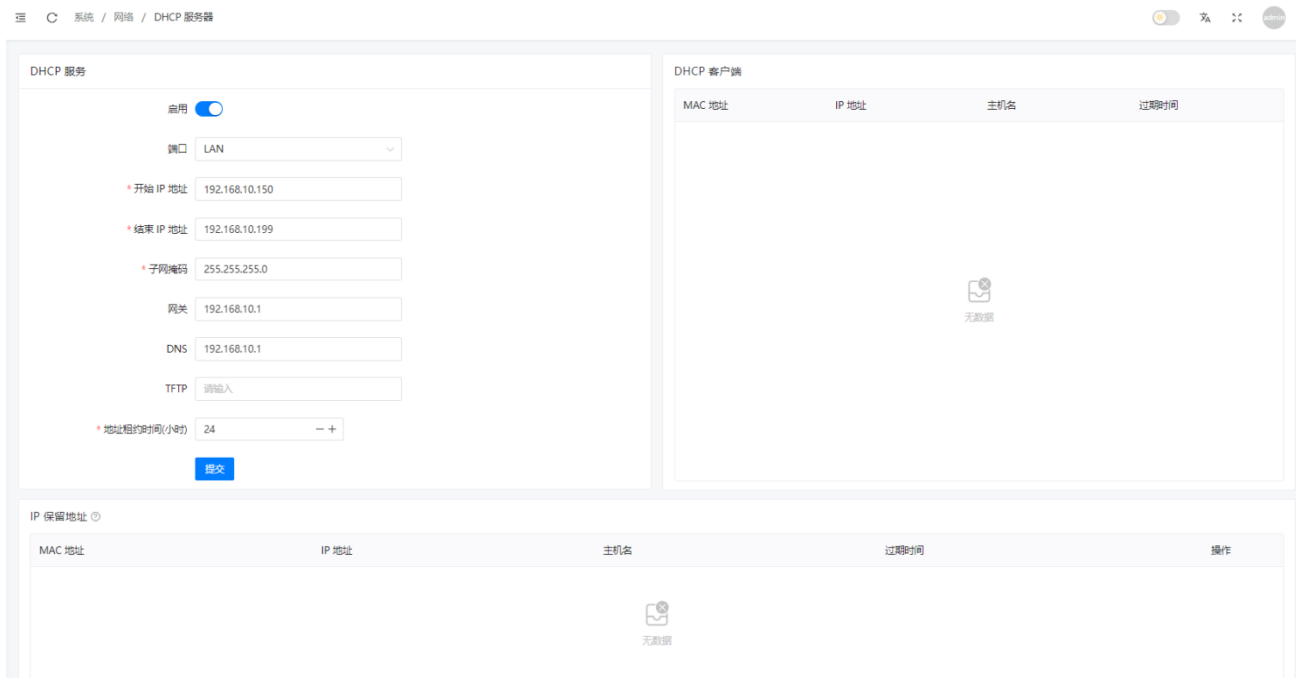 系统 / 网络 / DHCP 服务器
admin
DHCP 服务
启用
端口 LAN
* 开始 IP 地址 192.168.10.150
* 结束 IP 地址 192.168.10.199
* 子网掩码 255.255.255.0
网关 192.168.10.1
DNS 192.168.10.1
TFTP 请输入
* 地址租约时间(小时) 24
提交
DHCP 客户端
MAC 地址 IP 地址 主机名 过期时间
无数据
IP 保留地址
MAC 地址 IP 地址 主机名 过期时间 操作
无数据